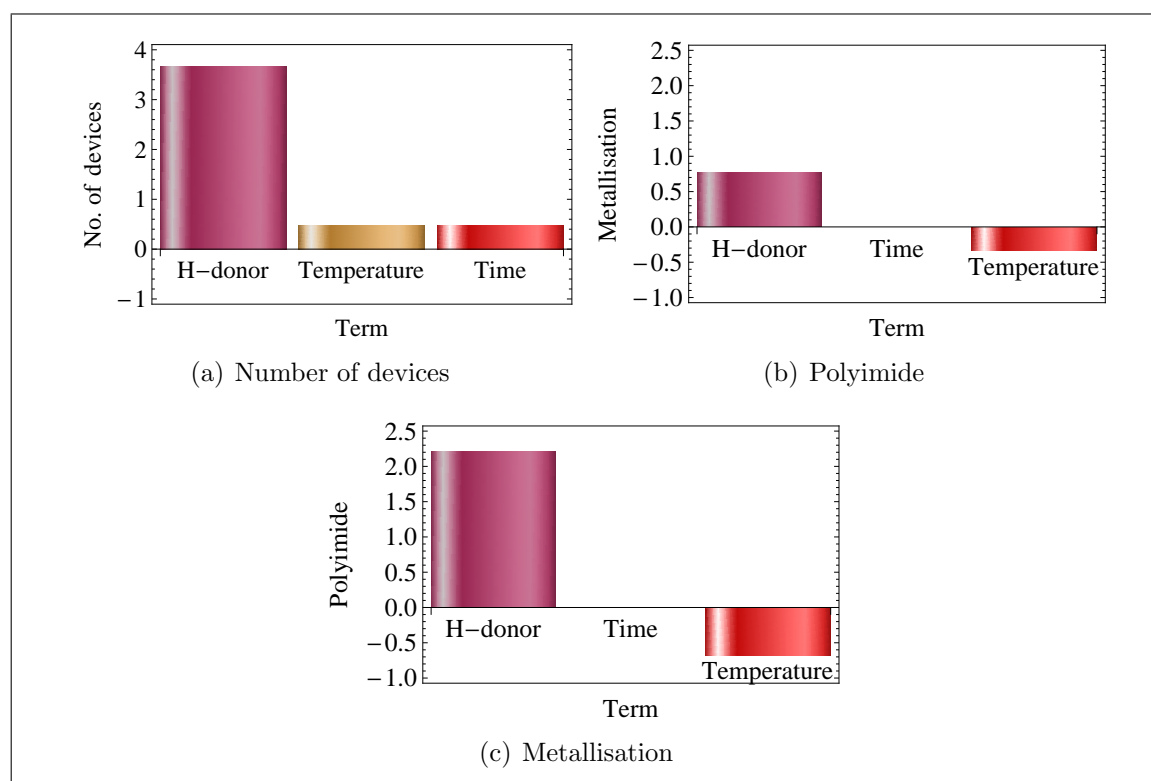 4
3
2
1
0
−1
No. of devices
H−donor Temperature Time
Term
(a) Number of devices
2.5
2.0
1.5
1.0
0.5
0.0
−0.5
−1.0
Metallisation
H−donor Time Temperature
Term
(b) Polyimide
2.5
2.0
1.5
1.0
0.5
0.0
−0.5
−1.0
Polyimide
H−donor Time Temperature
Term
(c) Metallisation